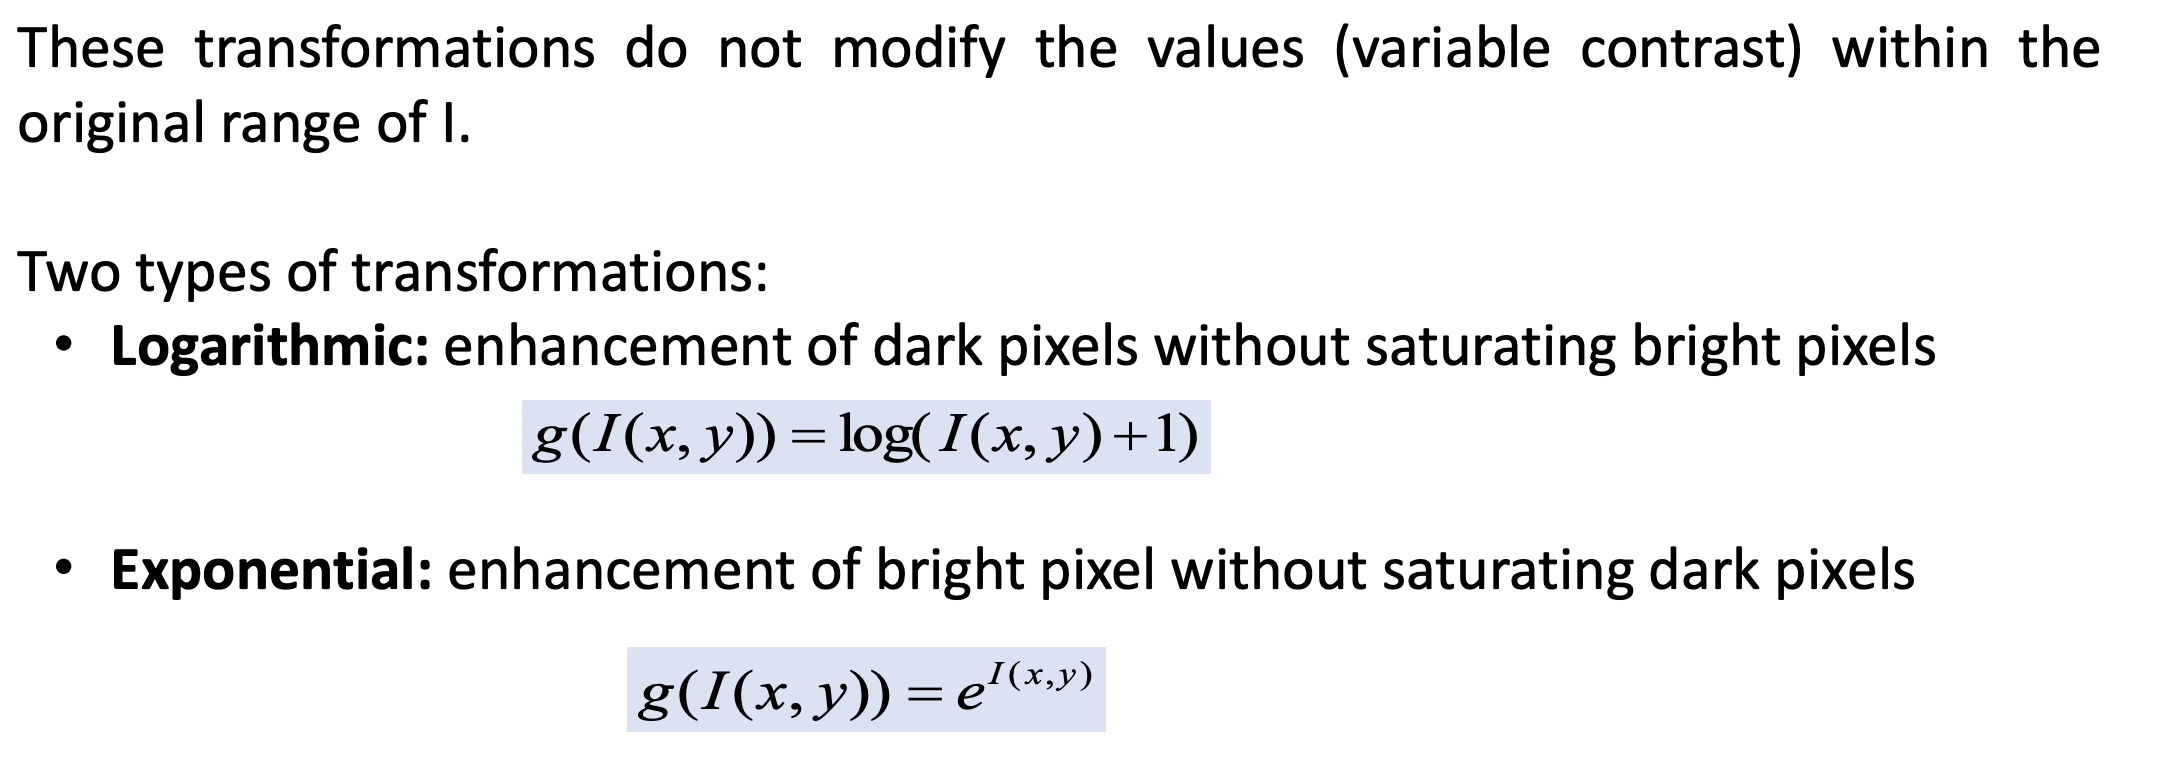 These transformations do not modify the values (variable contrast) within the
original range of I.
Two types of transformations:
• Logarithmic: enhancement of dark pixels without saturating bright pixels
g(I(x, y)) = log(I(x, y)+1)
• Exponential: enhancement of bright pixel without saturating dark pixels
g(I(x, y)) = e^{I(x,y)}